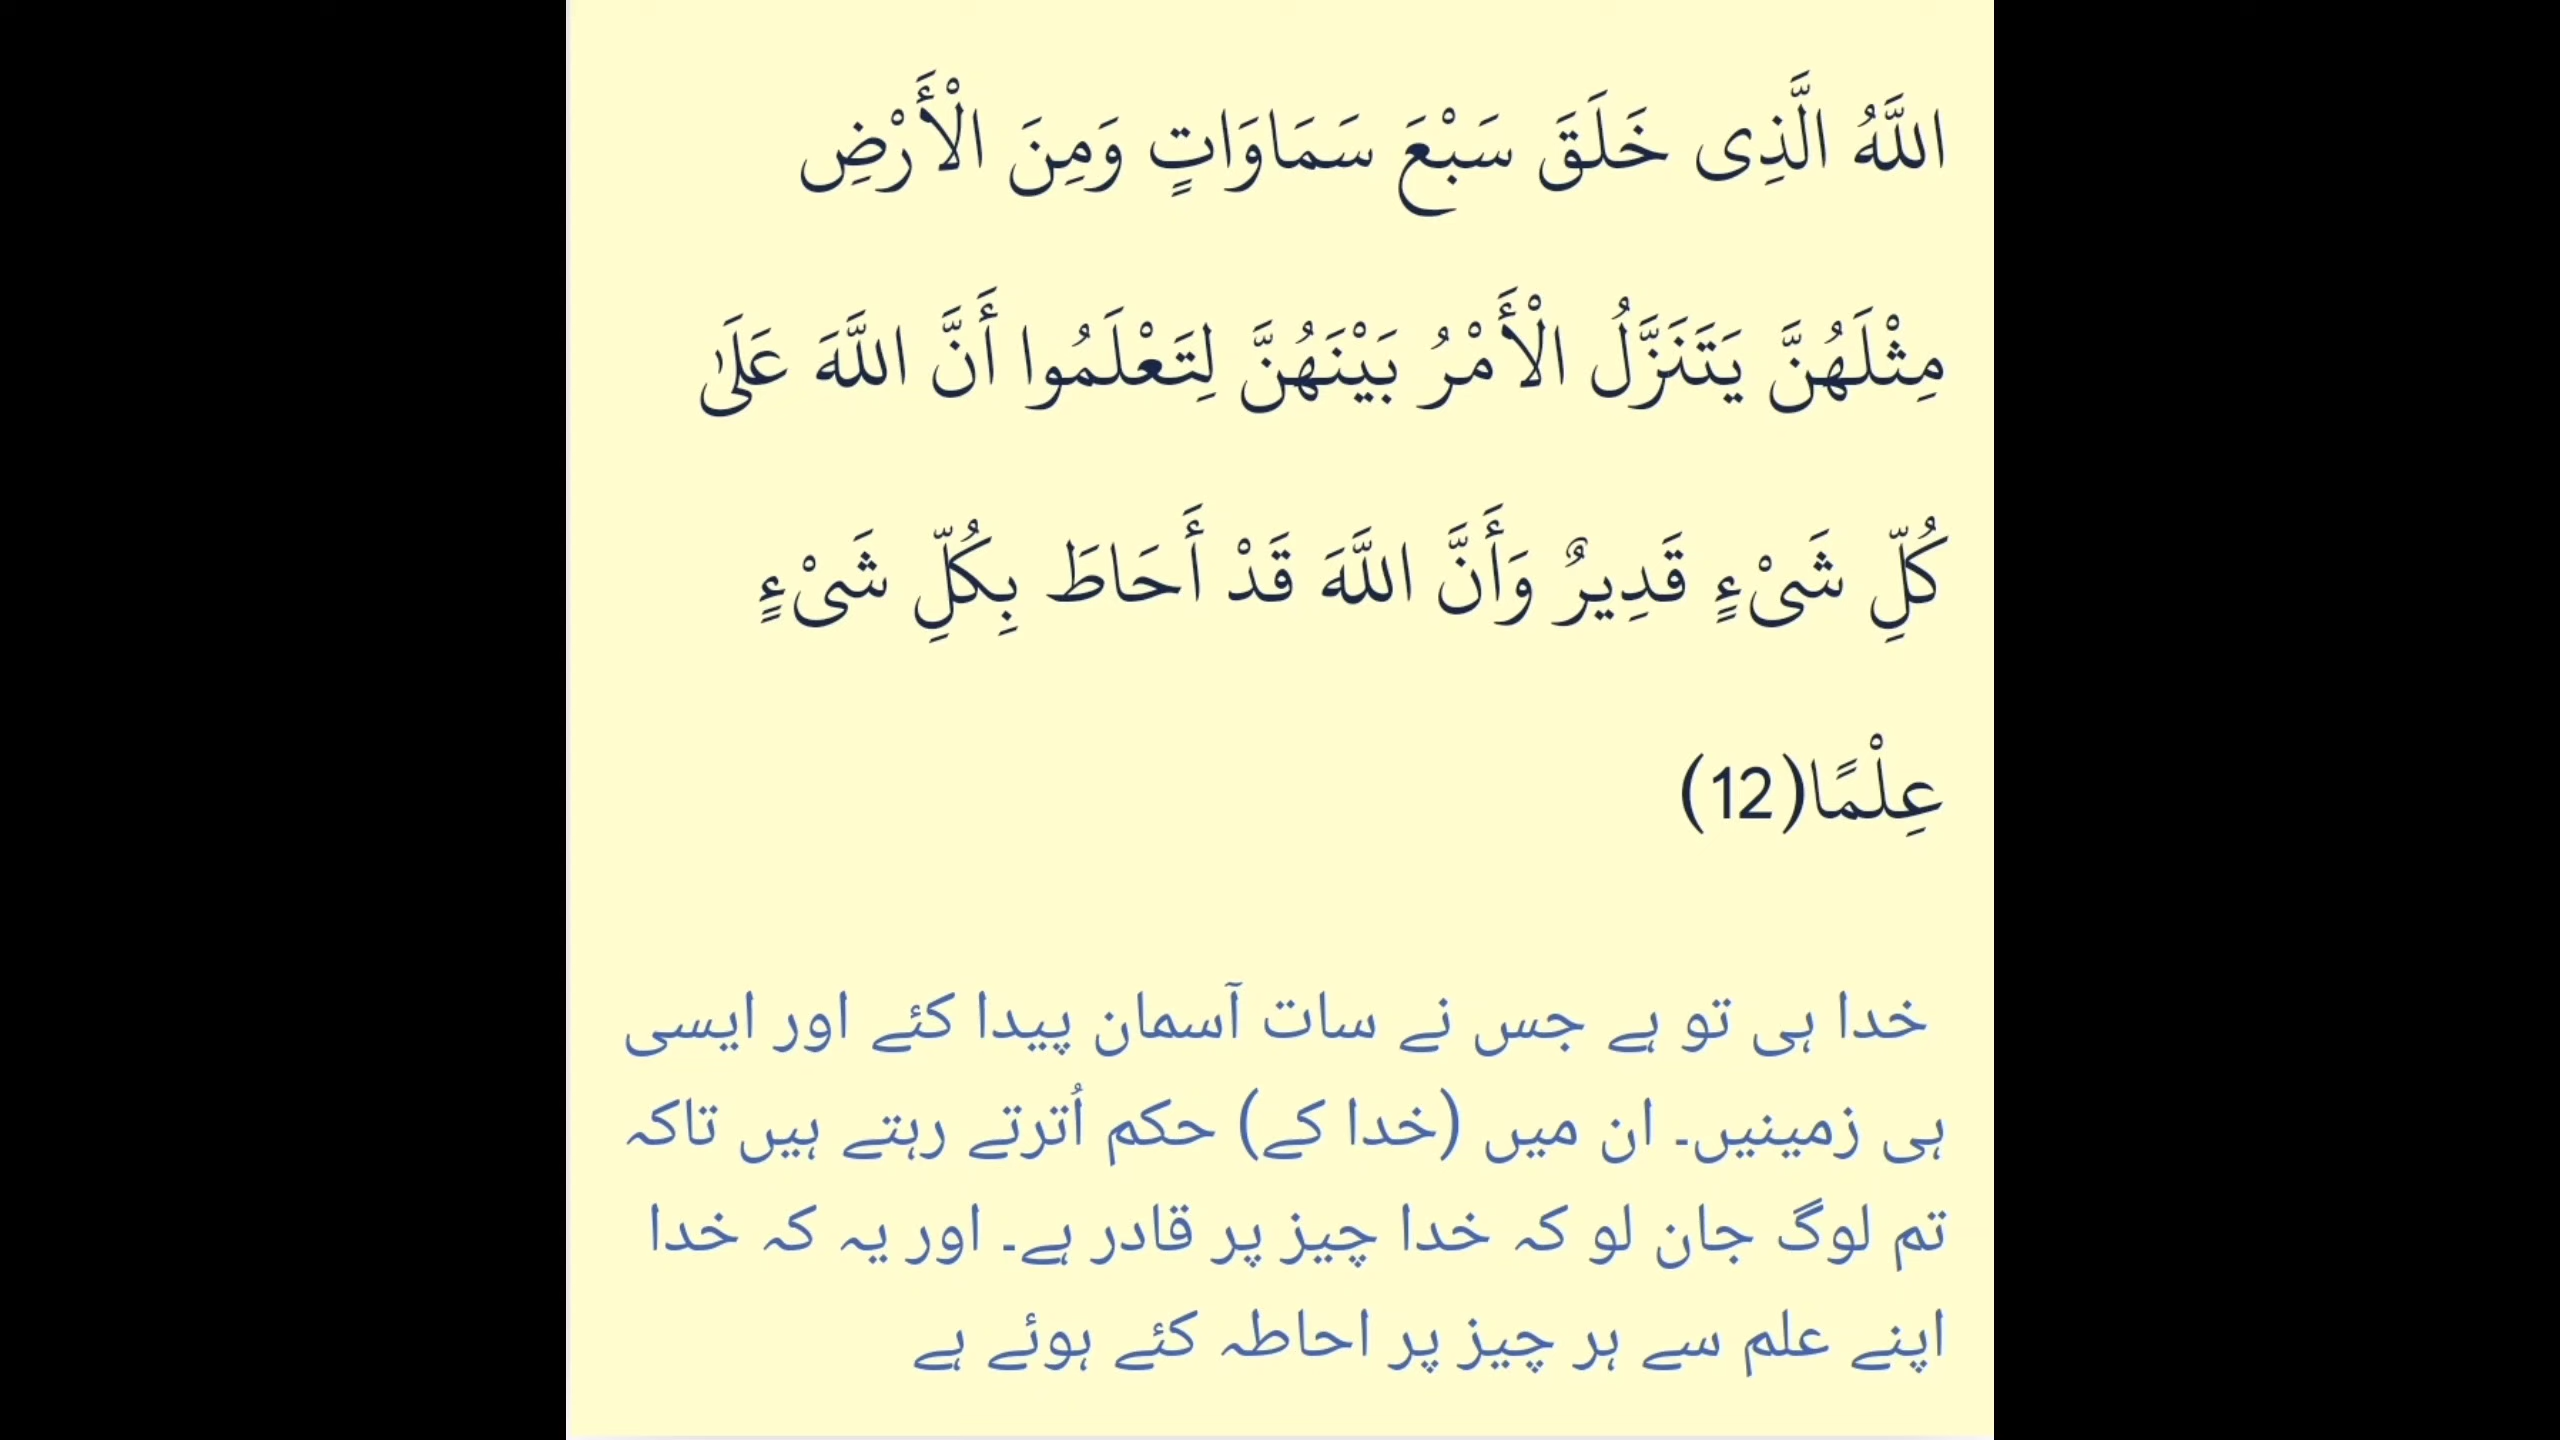 اللَّهُ الَّذِى خَلَقَ سَبْعَ سَمَاوَاتٍ وَمِنَ الْأَرْضِ
مِثْلَهُنَّ يَتَنَزَّلُ الْأَمْرُ بَيْنَهُنَّ لِتَعْلَمُوا أَنَّ اللَّهَ عَلَىٰ
كُلِّ شَىْءٍ قَدِيرٌ وَأَنَّ اللَّهَ قَدْ أَحَاطَ بِكُلِّ شَىْءٍ
عِلْمًا(12)
خدا ہی تو ہے جس نے سات آسمان پیدا کئے اور ایسی
ہی زمینیں۔ ان میں (خدا کے) حکم اُترتے رہتے ہیں تاکہ
تم لوگ جان لو کہ خدا چیز پر قادر ہے۔ اور یہ کہ خدا
اپنے علم سے ہر چیز پر احاطہ کئے ہوئے ہے